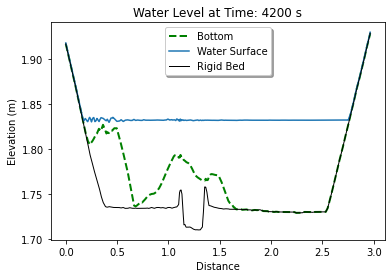 Water Level at Time: 4200 s
Bottom
Water Surface
Rigid Bed
Elevation (m)
1.90
1.85
1.80
1.75
1.70
0.0 0.5 1.0 1.5 2.0 2.5 3.0
Distance